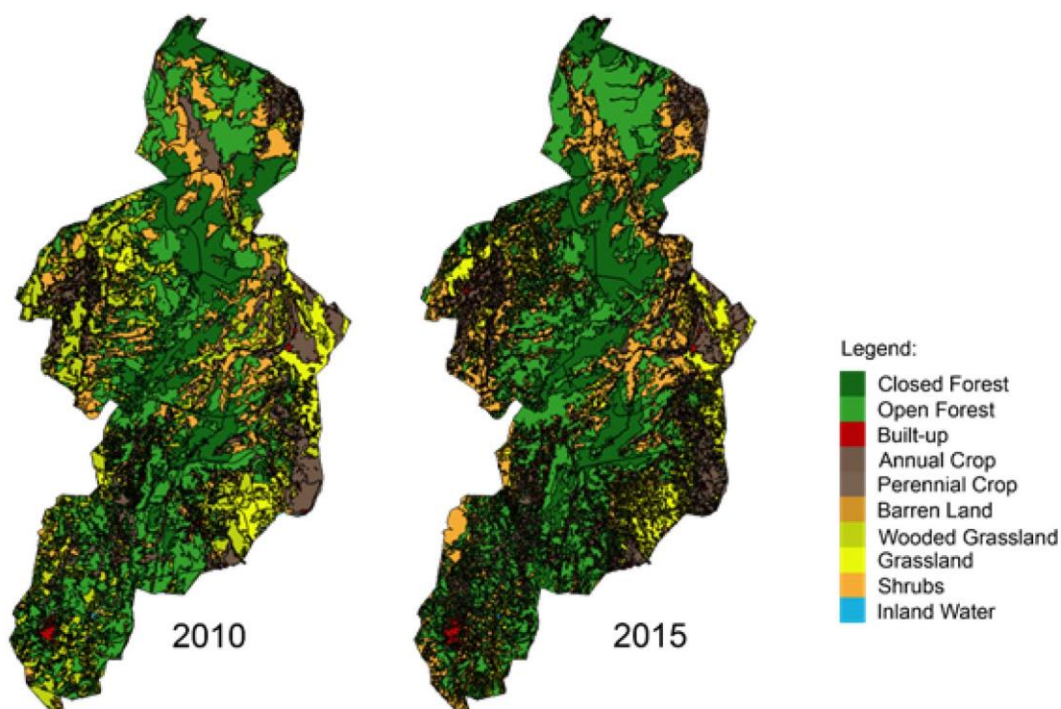 2010
2015
Legend:
Closed Forest
Open Forest
Built-up
Annual Crop
Perennial Crop
Barren Land
Wooded Grassland
Grassland
Shrubs
Inland Water